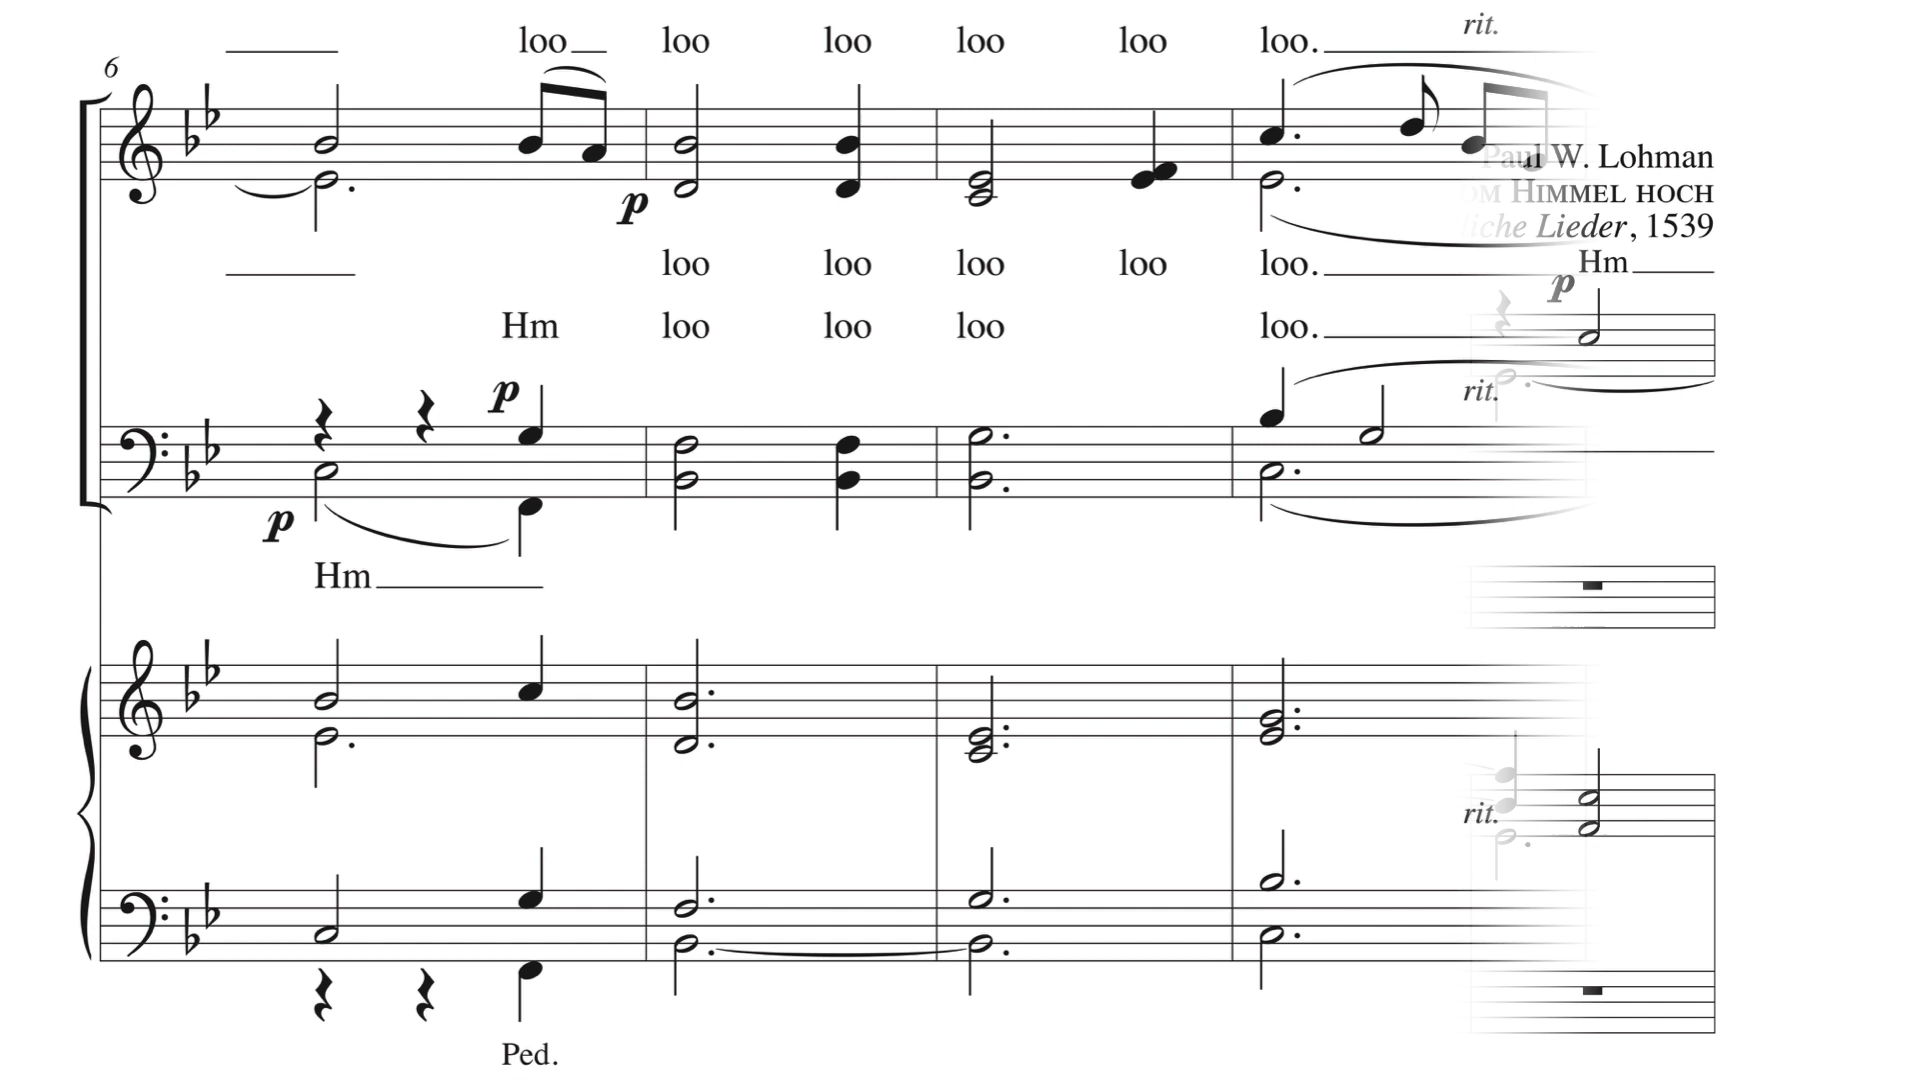 rit.
loo loo loo loo loo loo.
6
W. Lohman
Himmel hoch
p
Lieder, 1539
loo loo loo loo loo.
Hm
p
Hm loo loo loo loo.
p
rit.
p
Hm
rit.
Ped.